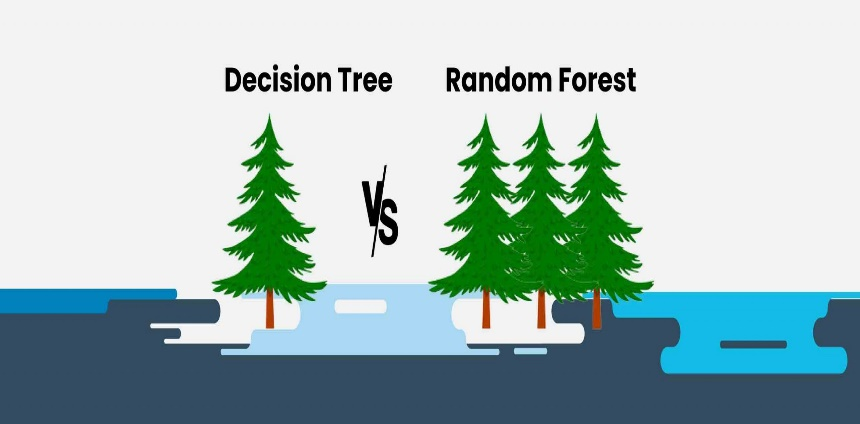 Decision Tree
Random Forest
VS